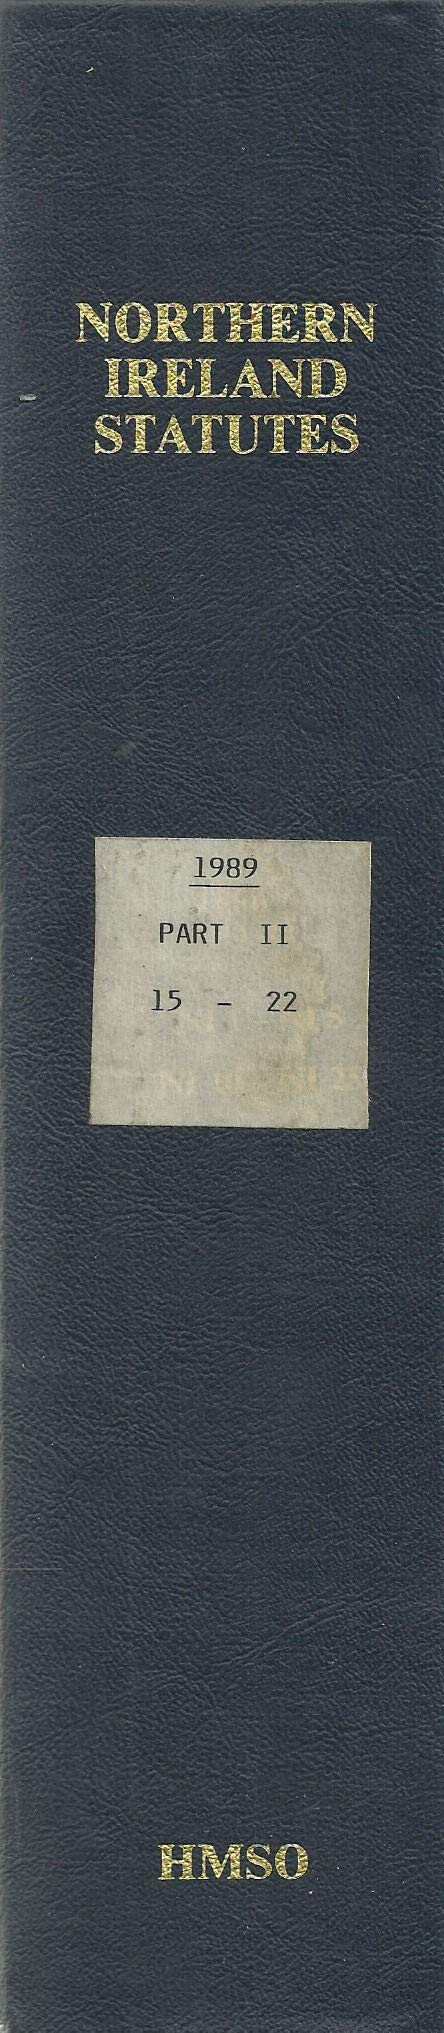 NORTHERN
IRELAND
STATUTES
1989
PART II
15 - 22
HMSO